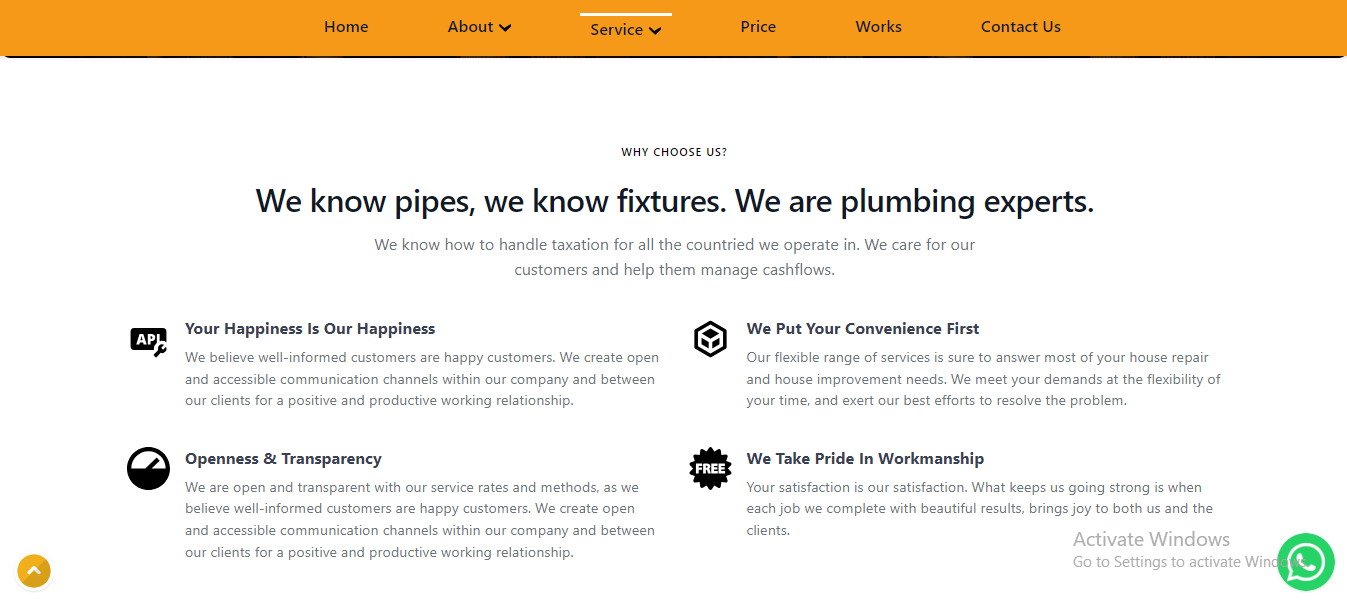 Home About Service Price Works Contact Us
WHY CHOOSE US?
We know pipes, we know fixtures. We are plumbing experts.
We know how to handle taxation for all the countried we operate in. We care for our
customers and help them manage cashflows.
API
Your Happiness Is Our Happiness
We believe well-informed customers are happy customers. We create open
and accessible communication channels within our company and between
our clients for a positive and productive working relationship.
We Put Your Convenience First
Our flexible range of services is sure to answer most of your house repair
and house improvement needs. We meet your demands at the flexibility of
your time, and exert our best efforts to resolve the problem.
Openness & Transparency
We are open and transparent with our service rates and methods, as we
believe well-informed customers are happy customers. We create open
and accessible communication channels within our company and between
our clients for a positive and productive working relationship.
FREE
We Take Pride In Workmanship
Your satisfaction is our satisfaction. What keeps us going strong is when
each job we complete with beautiful results, brings joy to both us and the
clients.
Activate Windows
Go to Settings to activate Windows.